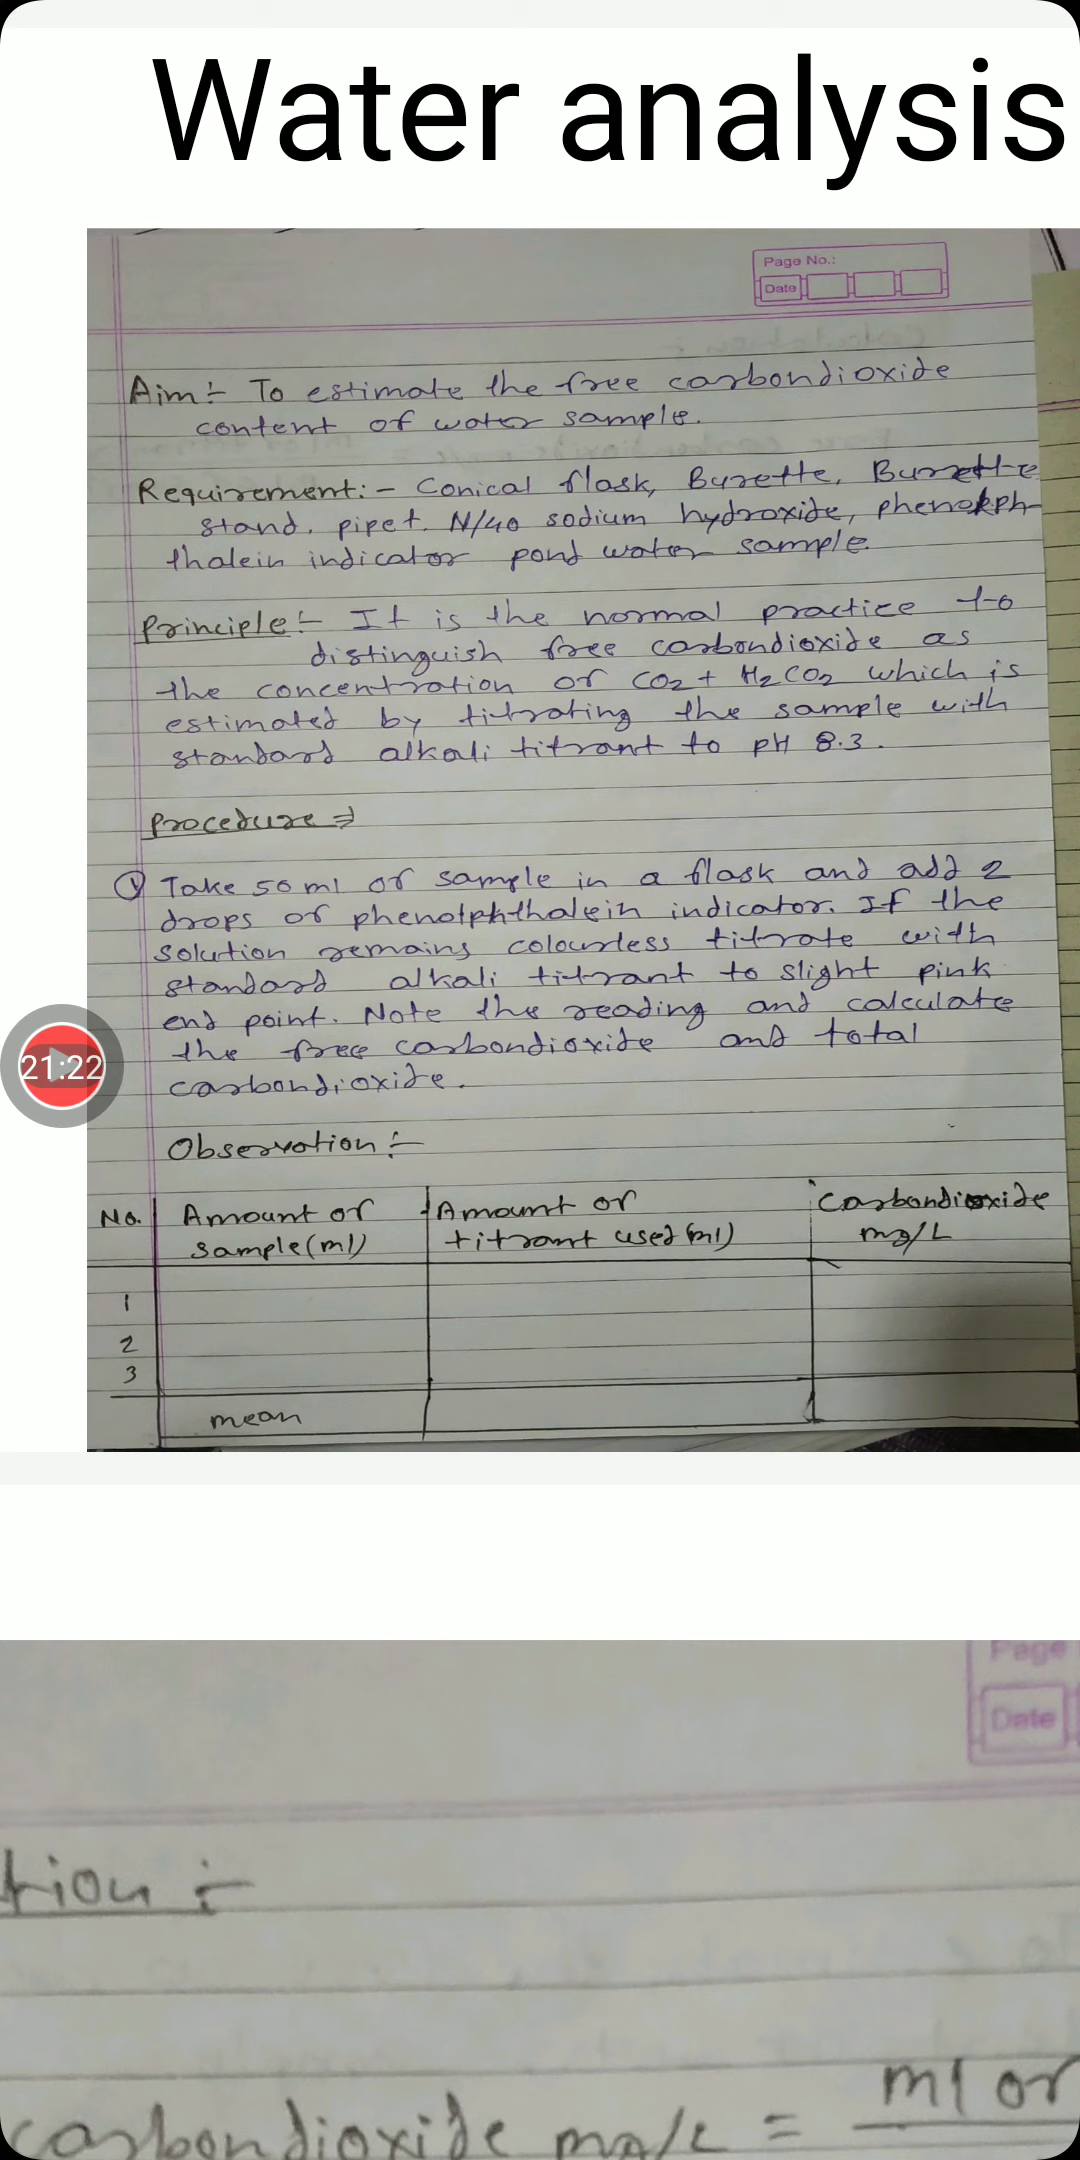 Water analysis
Page No.:
Date
Aim:- To estimate the free carbondioxide
content of water sample.
Requirement:- Conical flask, Burette, Burrette
stand, pipet, N/40 sodium hydroxide, phenolph-
thalein indicator pond water sample.
Principle:- It is the normal practice to
distinguish free carbondioxide as
the concentration of CO2 + H2CO2 which is
estimated by titrating the sample with
standard alkali titrant to pH 8.3.
Procedure ⇒
① Take 50 ml of sample in a flask and add 2
drops of phenolphthalein indicator. If the
solution remains colourless titrate with
standard alkali titrant to slight pink
end point. Note the reading and calculate
21:22
the free carbondioxide and total
carbondioxide.
Observation:-
No. Amount of Amount of Carbondioxide
sample(ml) titrant used (ml) mg/L
1
2
3
mean
Page
Date
tion :-
ml of
carbondioxide mg/L =